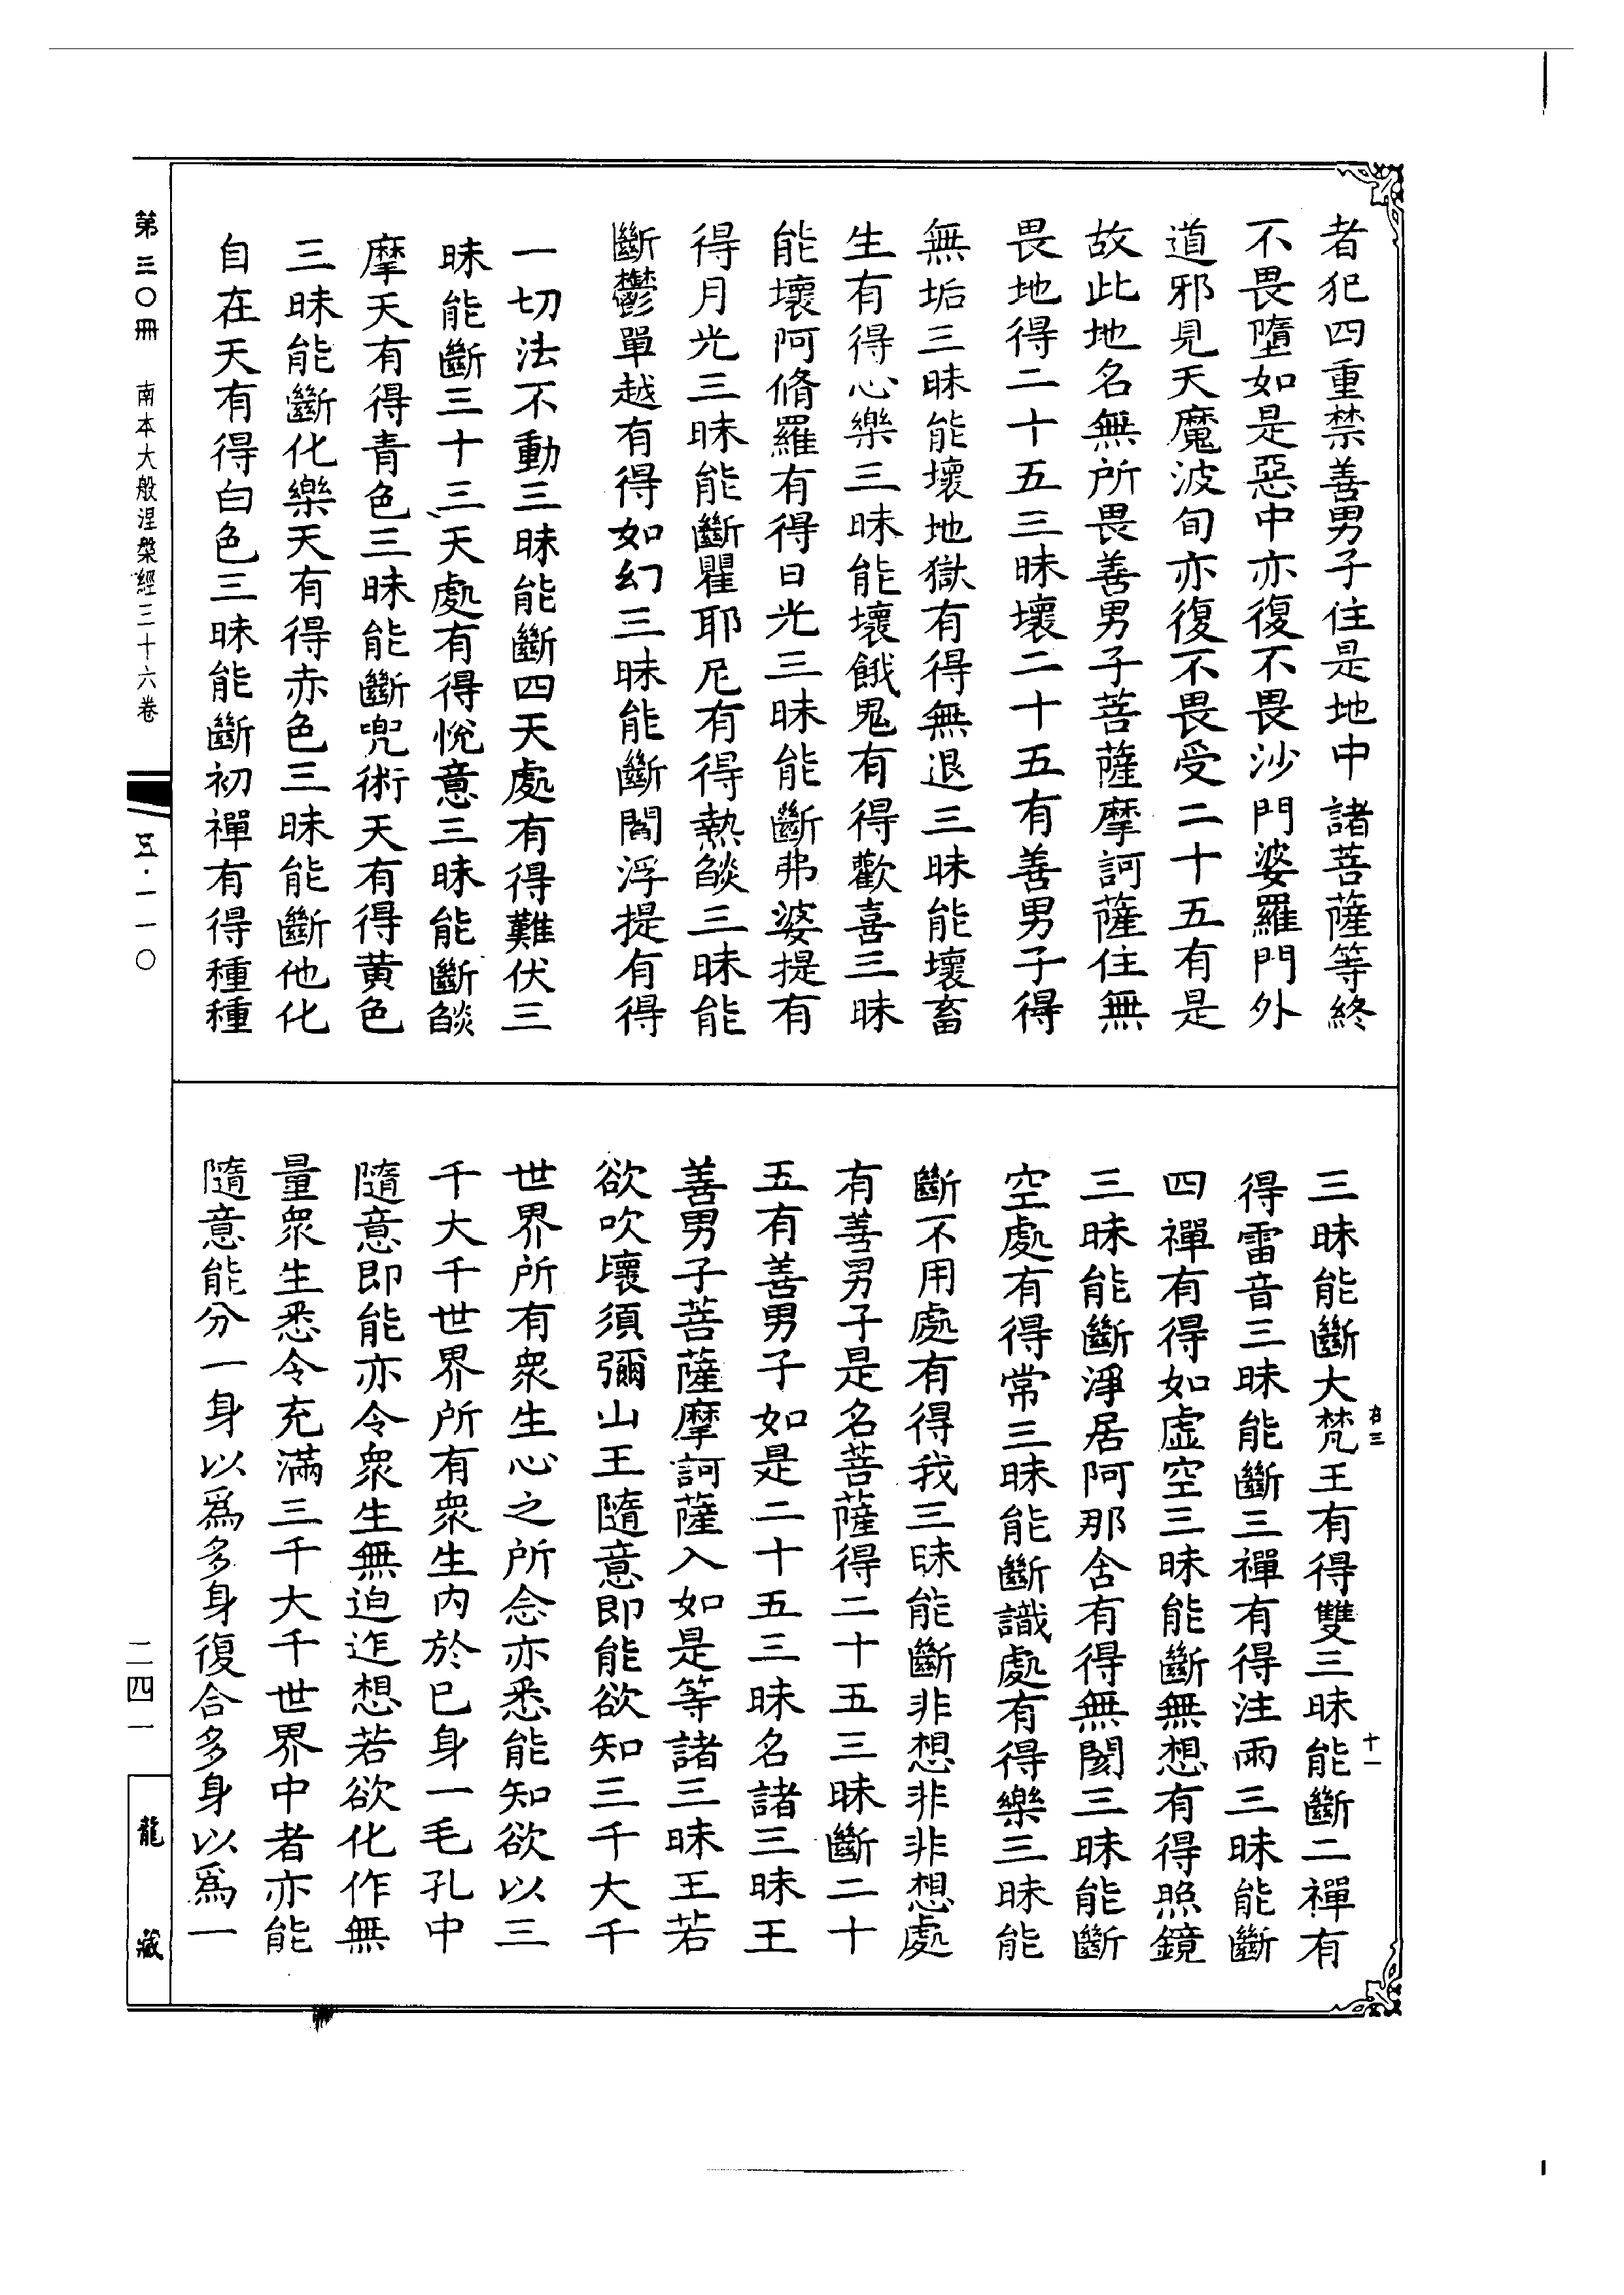 者犯四重禁善男子住是地中諸菩薩等終
不畏墮如是惡中亦復不畏沙門婆羅門外
道邪見天魔波旬亦復不畏受二十五有是
故此地名無所畏善男子菩薩摩訶薩住無
畏地得二十五三昧壞二十五有善男子得
無垢三昧能壞地獄有得無退三昧能壞畜
生有得心樂三昧能壞餓鬼有得歡喜三昧
能壞阿脩羅有得日光三昧能斷弗婆提有
得月光三昧能斷瞿耶尼有得熱燄三昧能
斷鬱單越有得如幻三昧能斷閻浮提有得
一切法不動三昧能斷四天處有得難伏三
昧能斷三十三天處有得悅意三昧能斷燄
摩天有得青色三昧能斷兜術天有得黃色
三昧能斷化樂天有得赤色三昧能斷他化
自在天有得白色三昧能斷初禪有得種種
三昧能斷大梵王有得雙三昧能斷二禪有
得雷音三昧能斷三禪有得注雨三昧能斷
四禪有得如虛空三昧能斷無想有得照鏡
三昧能斷淨居阿那含有得無閡三昧能斷
空處有得常三昧能斷識處有得樂三昧能
斷不用處有得我三昧能斷非想非非想處
有善男子是名菩薩得二十五三昧斷二十
五有善男子如是二十五三昧名諸三昧王
善男子菩薩摩訶薩入如是等諸三昧王若
欲吹壞須彌山王隨意即能欲知三千大千
世界所有衆生心之所念亦悉能知欲以三
千大千世界所有衆生內於已身一毛孔中
隨意即能亦令衆生無迫迮想若欲化作無
量衆生悉令充滿三千大千世界中者亦能
隨意能分一身以爲多身復合多身以爲一
十一
第三〇冊 南本大般涅槃經三十六卷
五·一一〇
二四一
龍藏